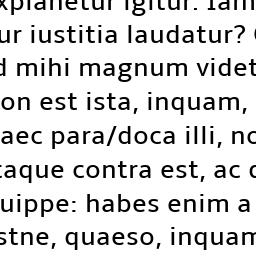 explanetur igitur. Iam
ur iustitia laudatur?
d mihi magnum videt
on est ista, inquam,
aec para/doca illi, no
taque contra est, ac
uippe: habes enim a
stne, quaeso, inquam